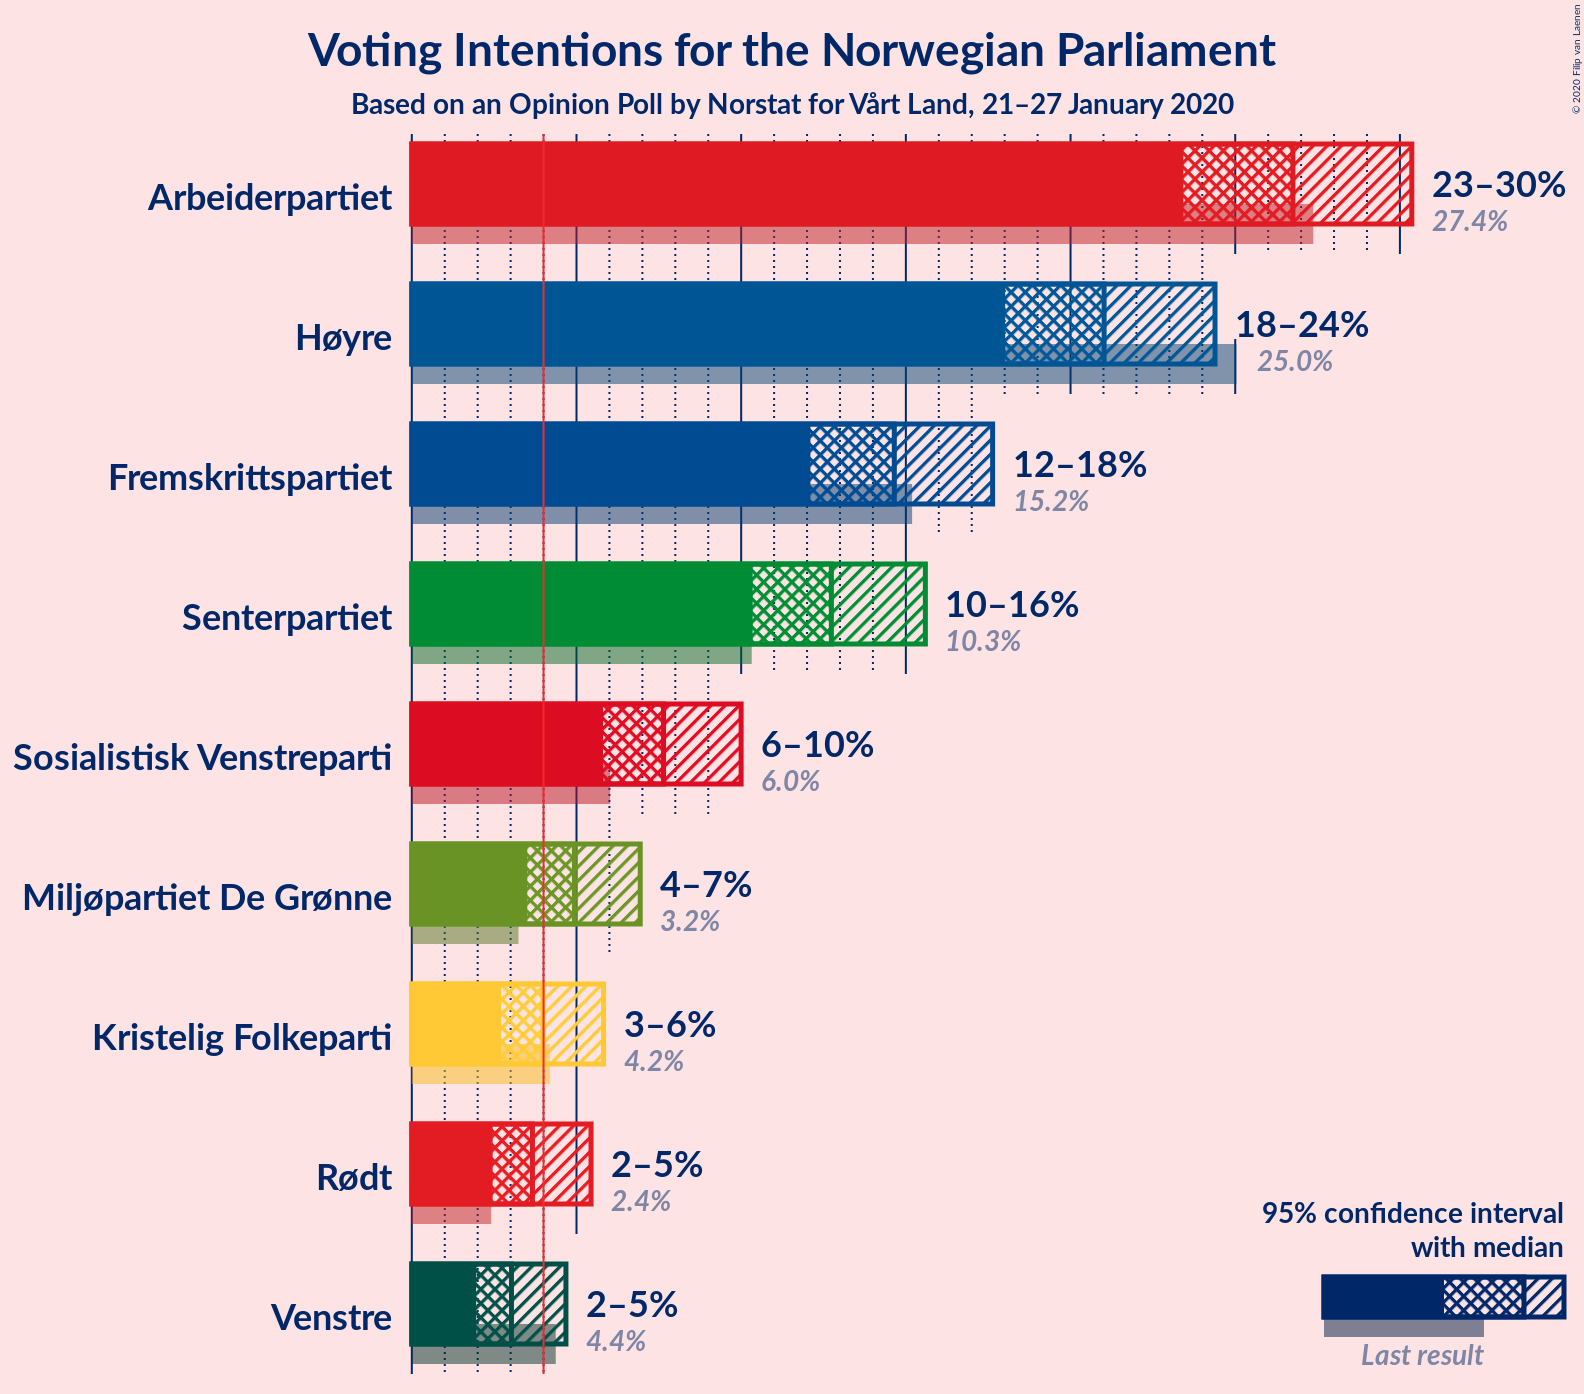 Voting Intentions for the Norwegian Parliament
Based on an Opinion Poll by Norstat for Vårt Land, 21–27 January 2020
© 2020 Filip van Laenen
Arbeiderpartiet
23–30%
27.4%
Høyre
18–24%
25.0%
Fremskrittspartiet
12–18%
15.2%
Senterpartiet
10–16%
10.3%
Sosialistisk Venstreparti
6–10%
6.0%
Miljøpartiet De Grønne
4–7%
3.2%
Kristelig Folkeparti
3–6%
4.2%
Rødt
2–5%
2.4%
Venstre
2–5%
4.4%
95% confidence interval
with median
Last result